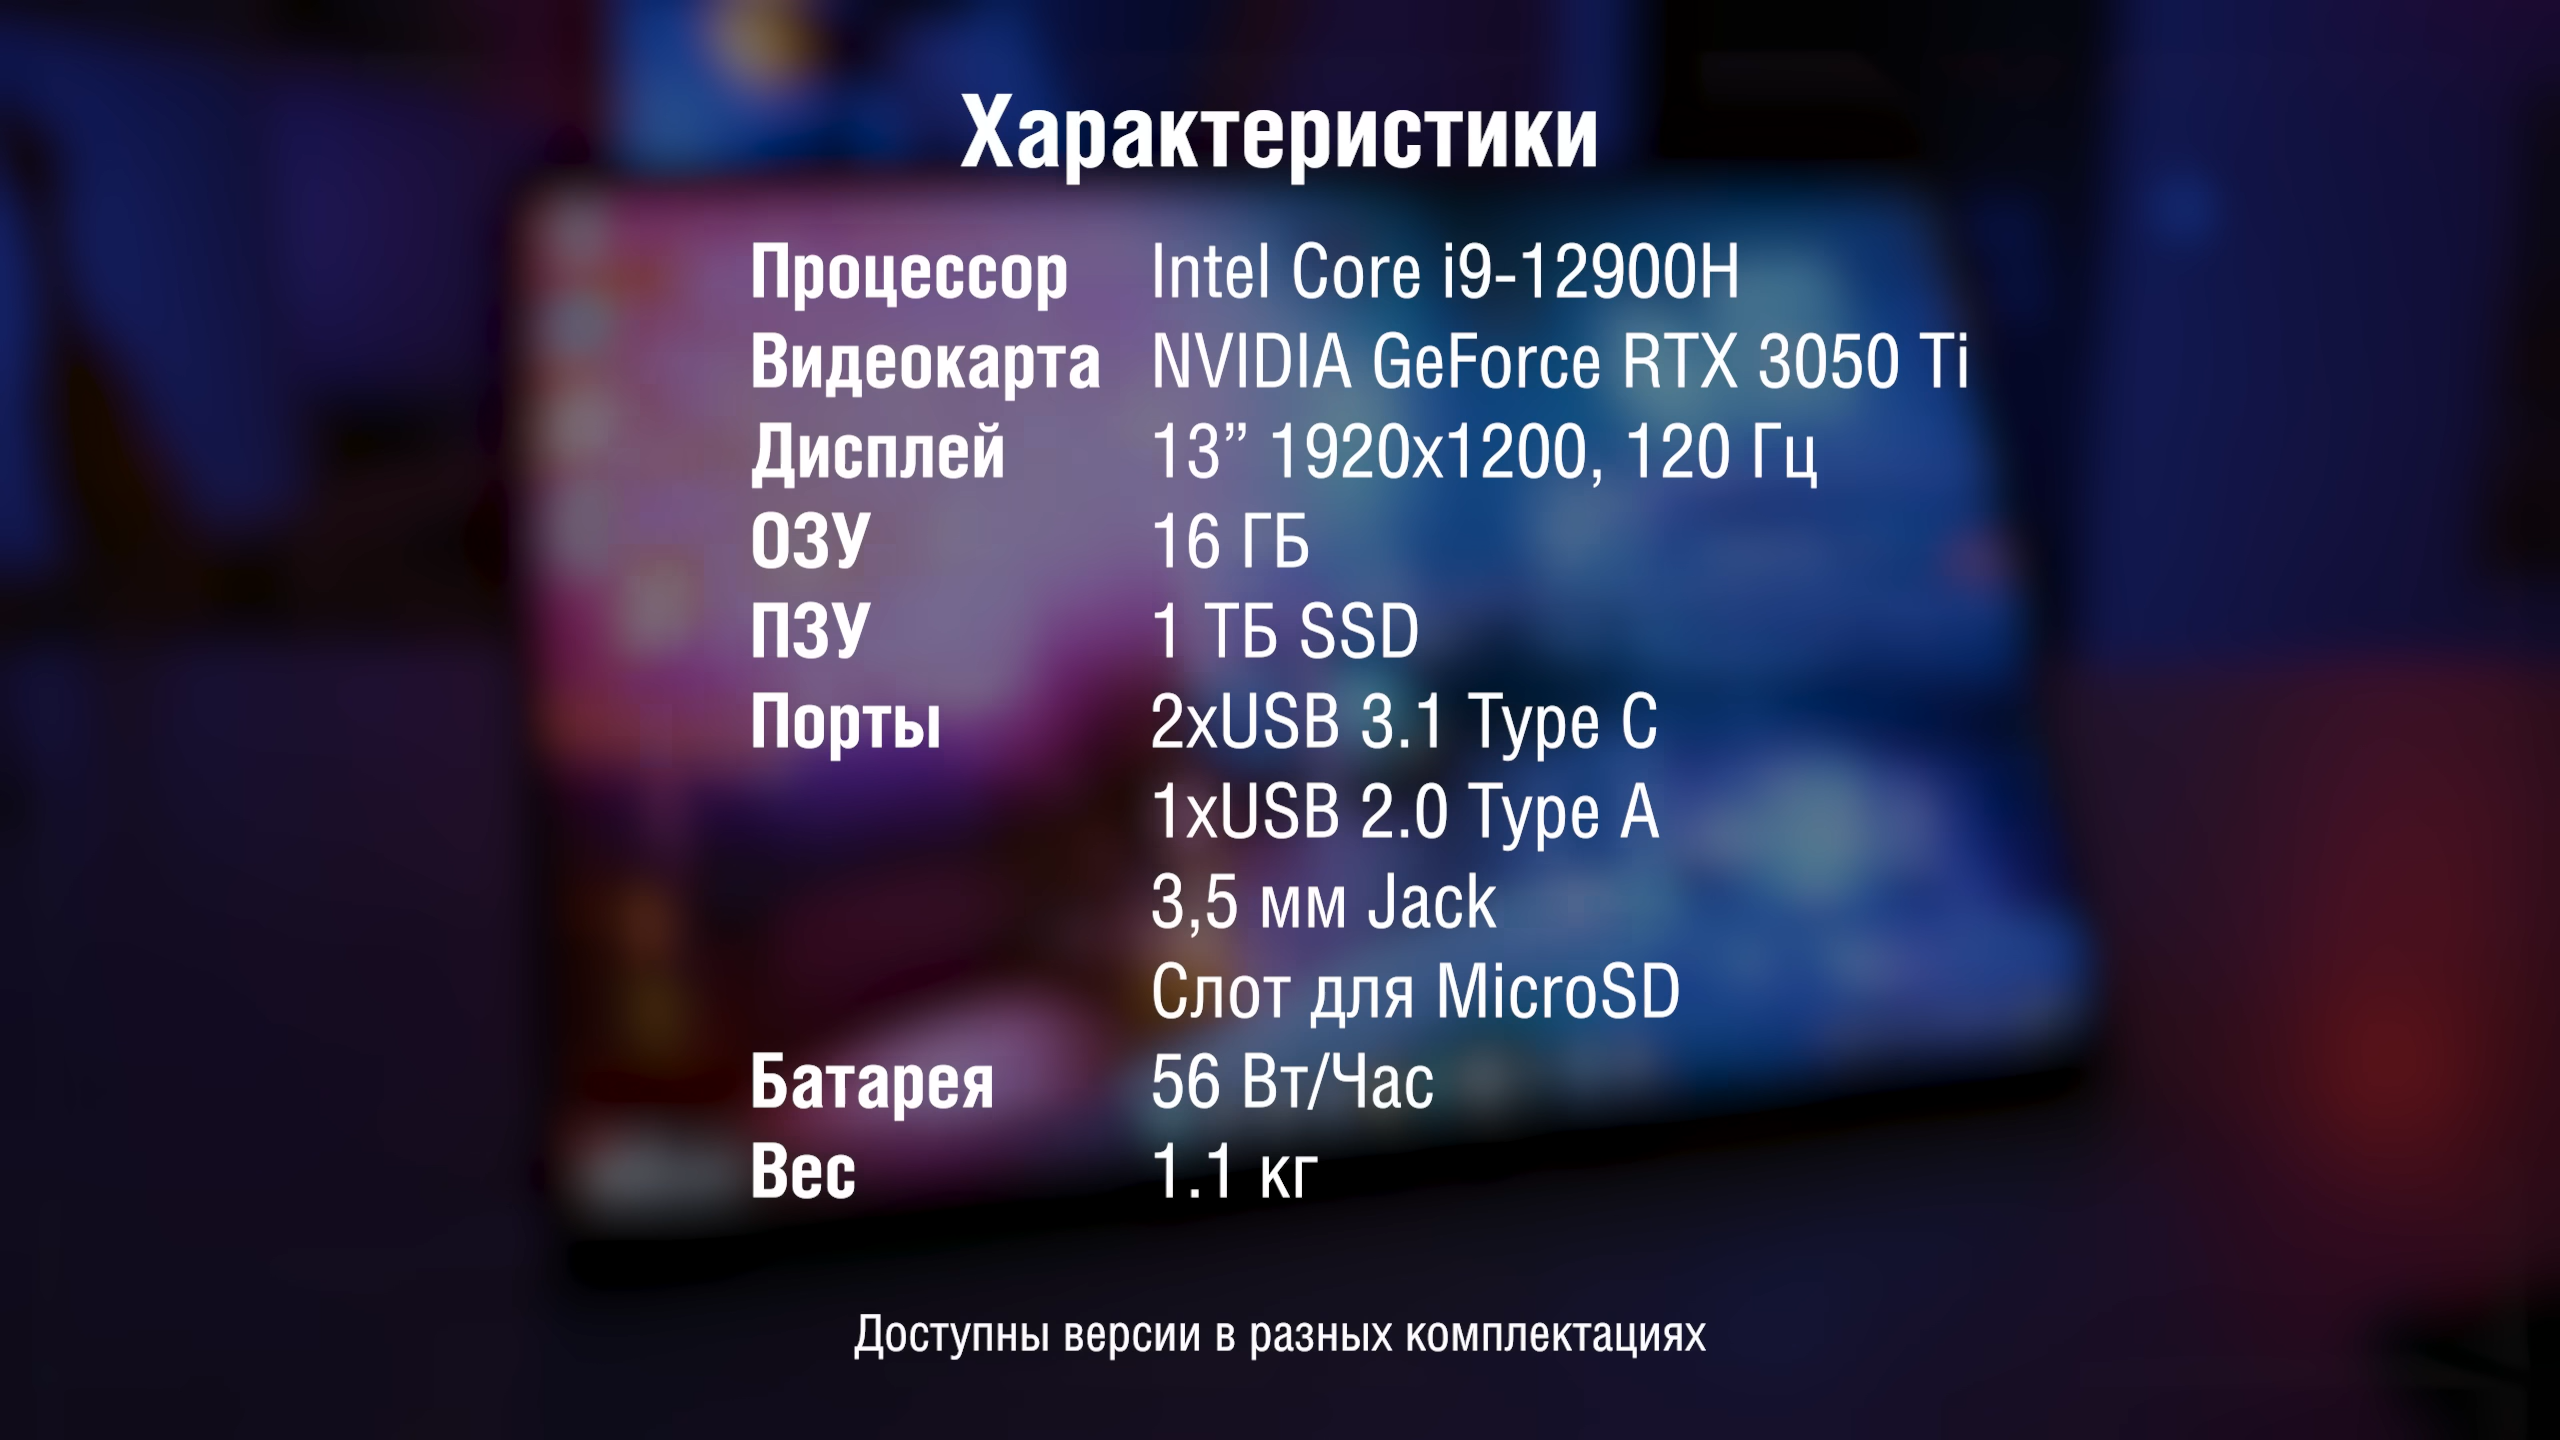 Характеристики
Процессор Intel Core i9-12900H
Видеокарта NVIDIA GeForce RTX 3050 Ti
Дисплей 13” 1920x1200, 120 Гц
ОЗУ 16 ГБ
ПЗУ 1 ТБ SSD
Порты 2xUSB 3.1 Type C
1xUSB 2.0 Type A
3,5 мм Jack
Слот для MicroSD
Батарея 56 Вт/Час
Вес 1.1 кг
Доступны версии в разных комплектациях